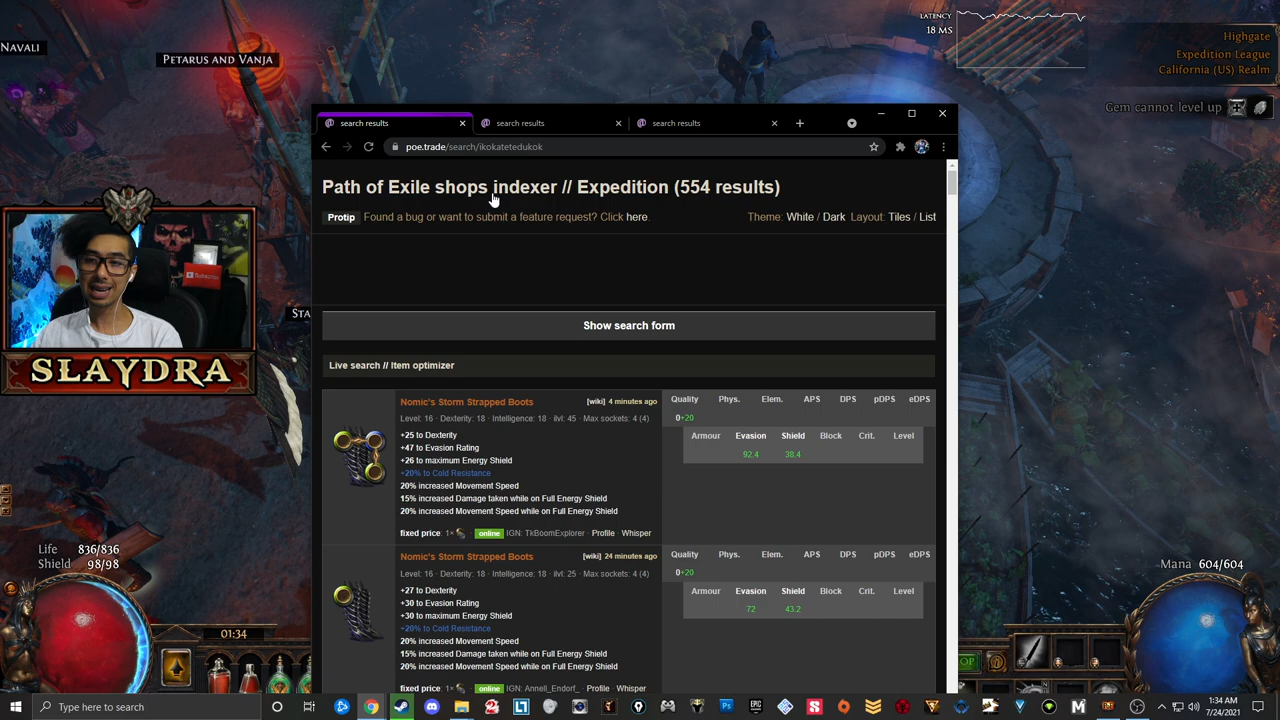 NAVALI
PETARUS AND VANJA
LATENCY
18 MS
Highgate
Expedition League
California (US) Realm
Gem cannot level up
search results
search results
search results
poe.trade/search/ikokatetedukok
Path of Exile shops indexer // Expedition (554 results)
Protip Found a bug or want to submit a feature request? Click here.
Theme: White / Dark Layout: Tiles / List
STA
Show search form
SLAYDRA
Live search // Item optimizer
Nomic's Storm Strapped Boots [wiki] 4 minutes ago
Level: 16 · Dexterity: 18 · Intelligence: 18 · ilvl: 45 · Max sockets: 4 (4)
+25 to Dexterity
+47 to Evasion Rating
+26 to maximum Energy Shield
+20% to Cold Resistance
20% increased Movement Speed
15% increased Damage taken while on Full Energy Shield
20% increased Movement Speed while on Full Energy Shield
fixed price: 1× · online IGN: TkBoomExplorer · Profile · Whisper
Quality Phys. Elem. APS DPS pDPS eDPS
0+20
Armour Evasion Shield Block Crit. Level
92.4 38.4
Nomic's Storm Strapped Boots [wiki] 24 minutes ago
Level: 16 · Dexterity: 18 · Intelligence: 18 · ilvl: 25 · Max sockets: 4 (4)
+27 to Dexterity
+30 to Evasion Rating
+30 to maximum Energy Shield
+20% to Cold Resistance
20% increased Movement Speed
15% increased Damage taken while on Full Energy Shield
20% increased Movement Speed while on Full Energy Shield
fixed price: 1× · online IGN: Annell_Endorf_ · Profile · Whisper
Quality Phys. Elem. APS DPS pDPS eDPS
0+20
Armour Evasion Shield Block Crit. Level
72 43.2
Life 836/836
Shield 98/98
01:34
Mana 604/604
Type here to search
1:34 AM
7/24/2021